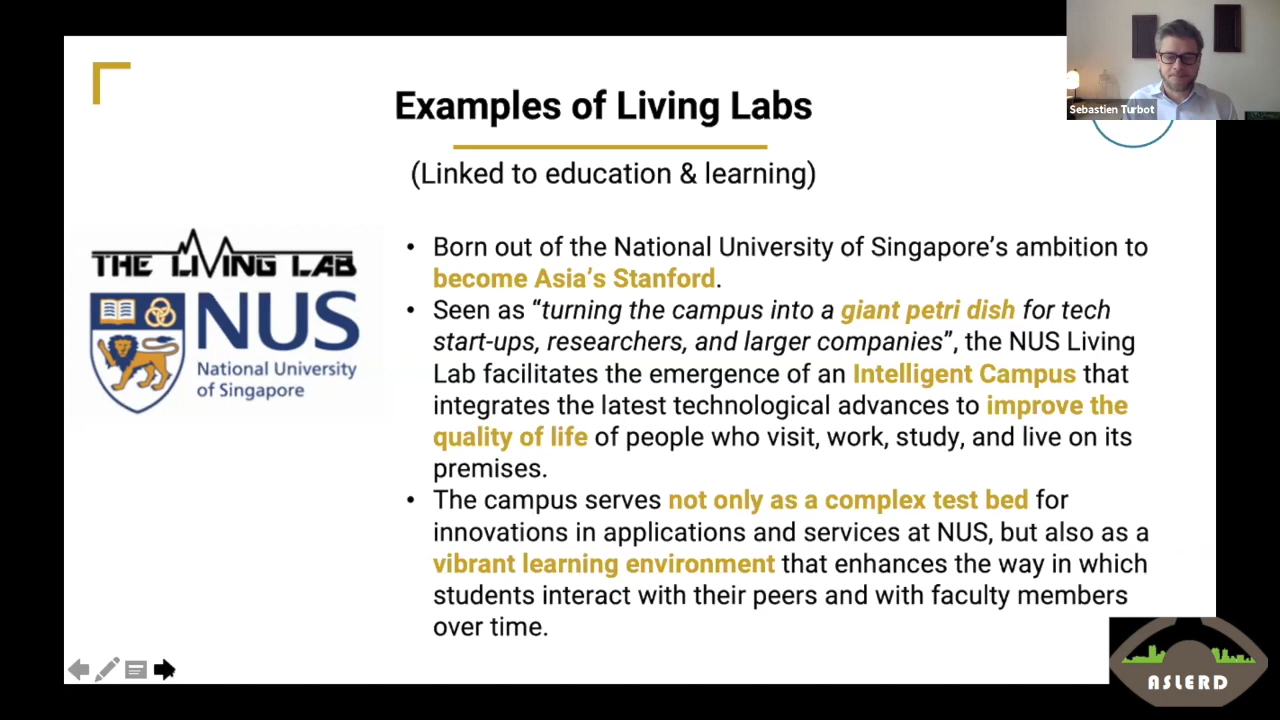 Sebastien Turbot
Examples of Living Labs
(Linked to education & learning)
THE LIVING LAB
NUS
National University
of Singapore
• Born out of the National University of Singapore’s ambition to
become Asia’s Stanford.
• Seen as “turning the campus into a giant petri dish for tech
start-ups, researchers, and larger companies”, the NUS Living
Lab facilitates the emergence of an Intelligent Campus that
integrates the latest technological advances to improve the
quality of life of people who visit, work, study, and live on its
premises.
• The campus serves not only as a complex test bed for
innovations in applications and services at NUS, but also as a
vibrant learning environment that enhances the way in which
students interact with their peers and with faculty members
over time.
ASLERD